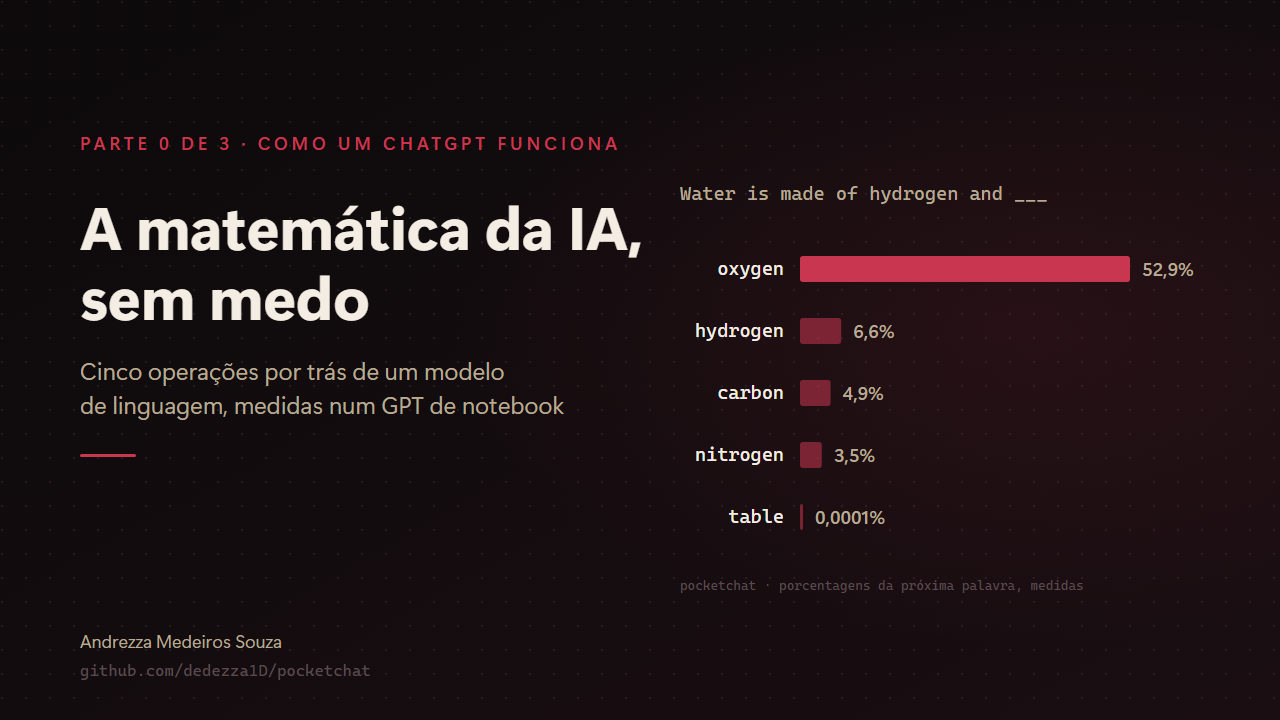 PARTE 0 DE 3 · COMO UM CHATGPT FUNCIONA
A matemática da IA,
sem medo
Cinco operações por trás de um modelo
de linguagem, medidas num GPT de notebook
Water is made of hydrogen and ___
oxygen 52,9%
hydrogen 6,6%
carbon 4,9%
nitrogen 3,5%
table 0,0001%
pocketchat · porcentagens da próxima palavra, medidas
Andrezza Medeiros Souza
github.com/dedezza1D/pocketchat